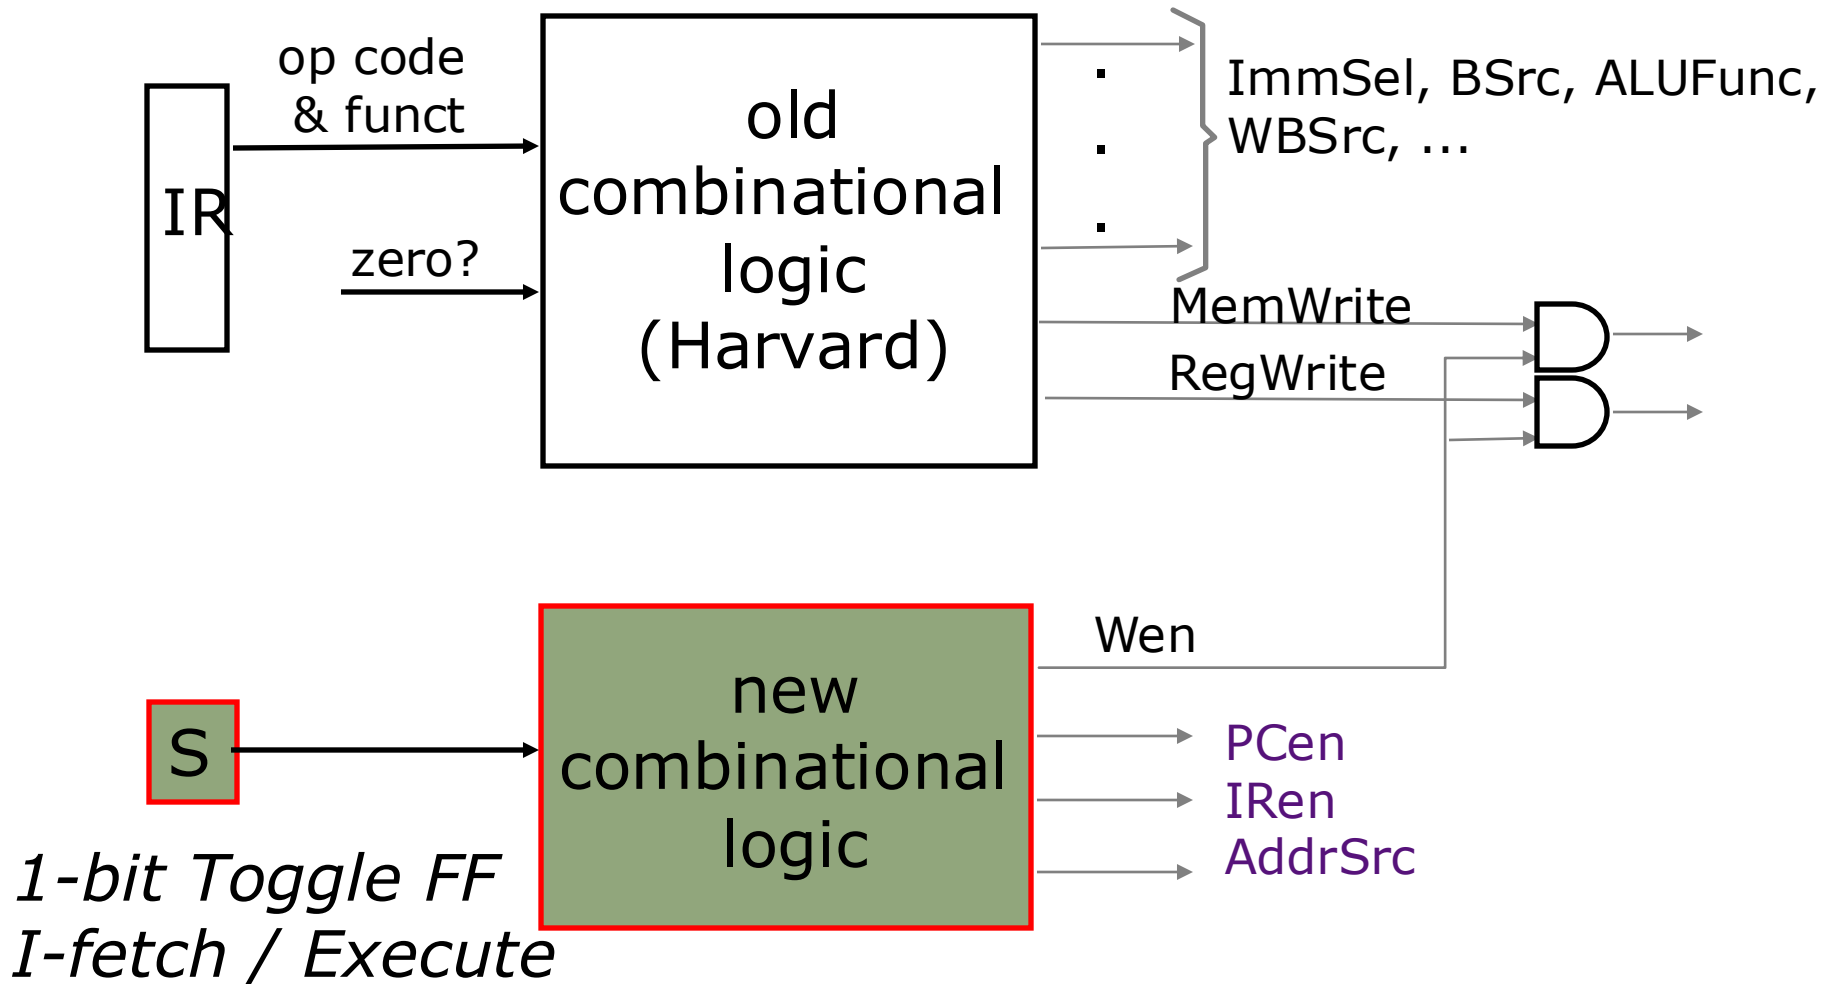 op code
& funct
IR
zero?
old
combinational
logic
(Harvard)
ImmSel, BSrc, ALUFunc,
WBSrc, ...
MemWrite
RegWrite
S
1-bit Toggle FF
I-fetch / Execute
new
combinational
logic
Wen
PCen
IRen
AddrSrc